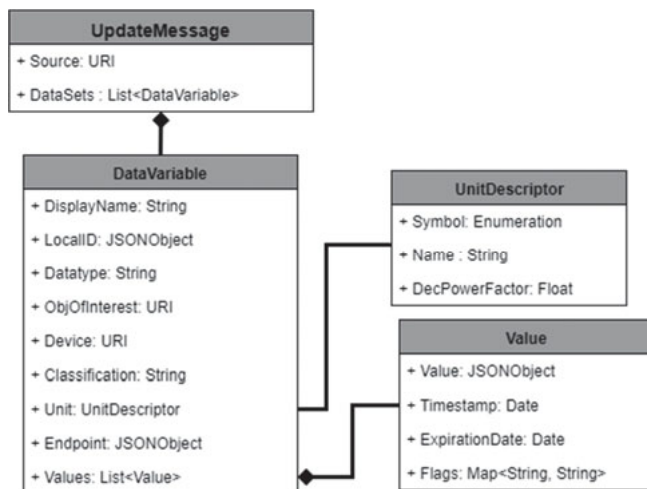 UpdateMessage
+ Source: URI
+ DataSets : List<DataVariable>
DataVariable
+ DisplayName: String
+ LocalID: JSONObject
+ Datatype: String
+ ObjOfInterest: URI
+ Device: URI
+ Classification: String
+ Unit: UnitDescriptor
+ Endpoint: JSONObject
+ Values: List<Value>
UnitDescriptor
+ Symbol: Enumeration
+ Name : String
+ DecPowerFactor: Float
Value
+ Value: JSONObject
+ Timestamp: Date
+ ExpirationDate: Date
+ Flags: Map<String, String>